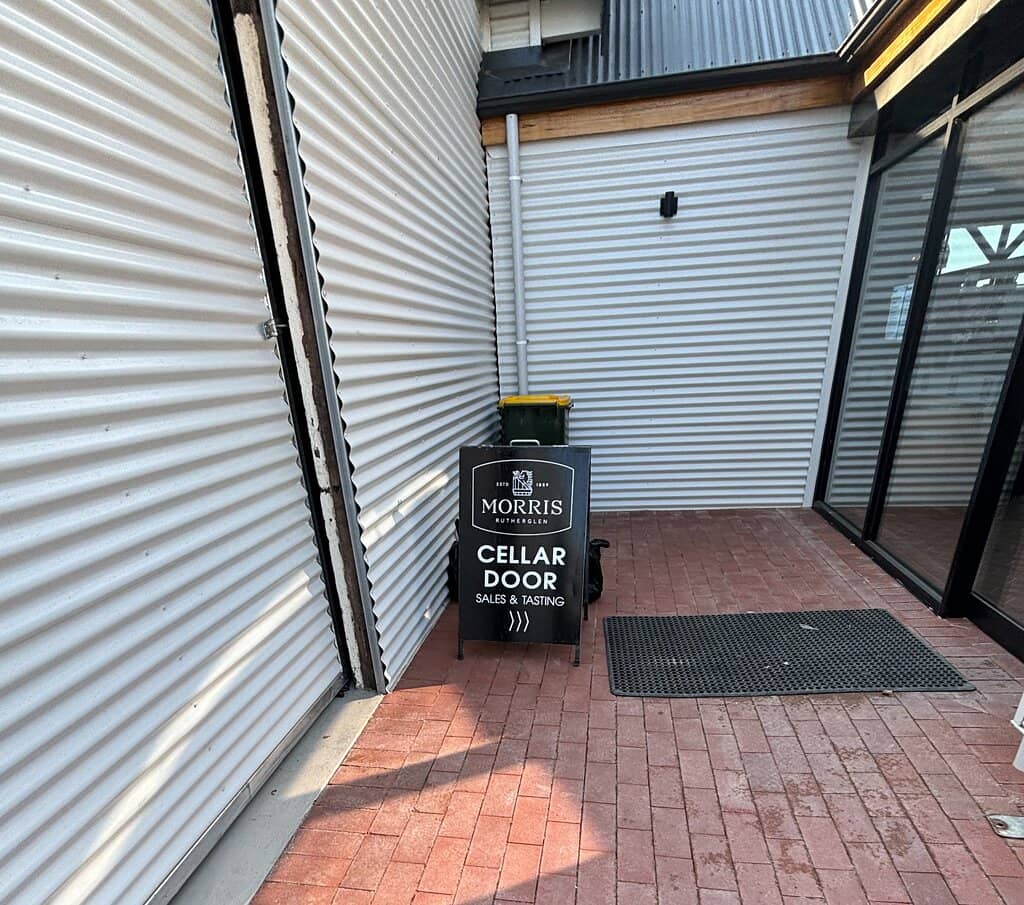 ESTD 1859
MORRIS
RUTHERGLEN
CELLAR
DOOR
SALES & TASTING